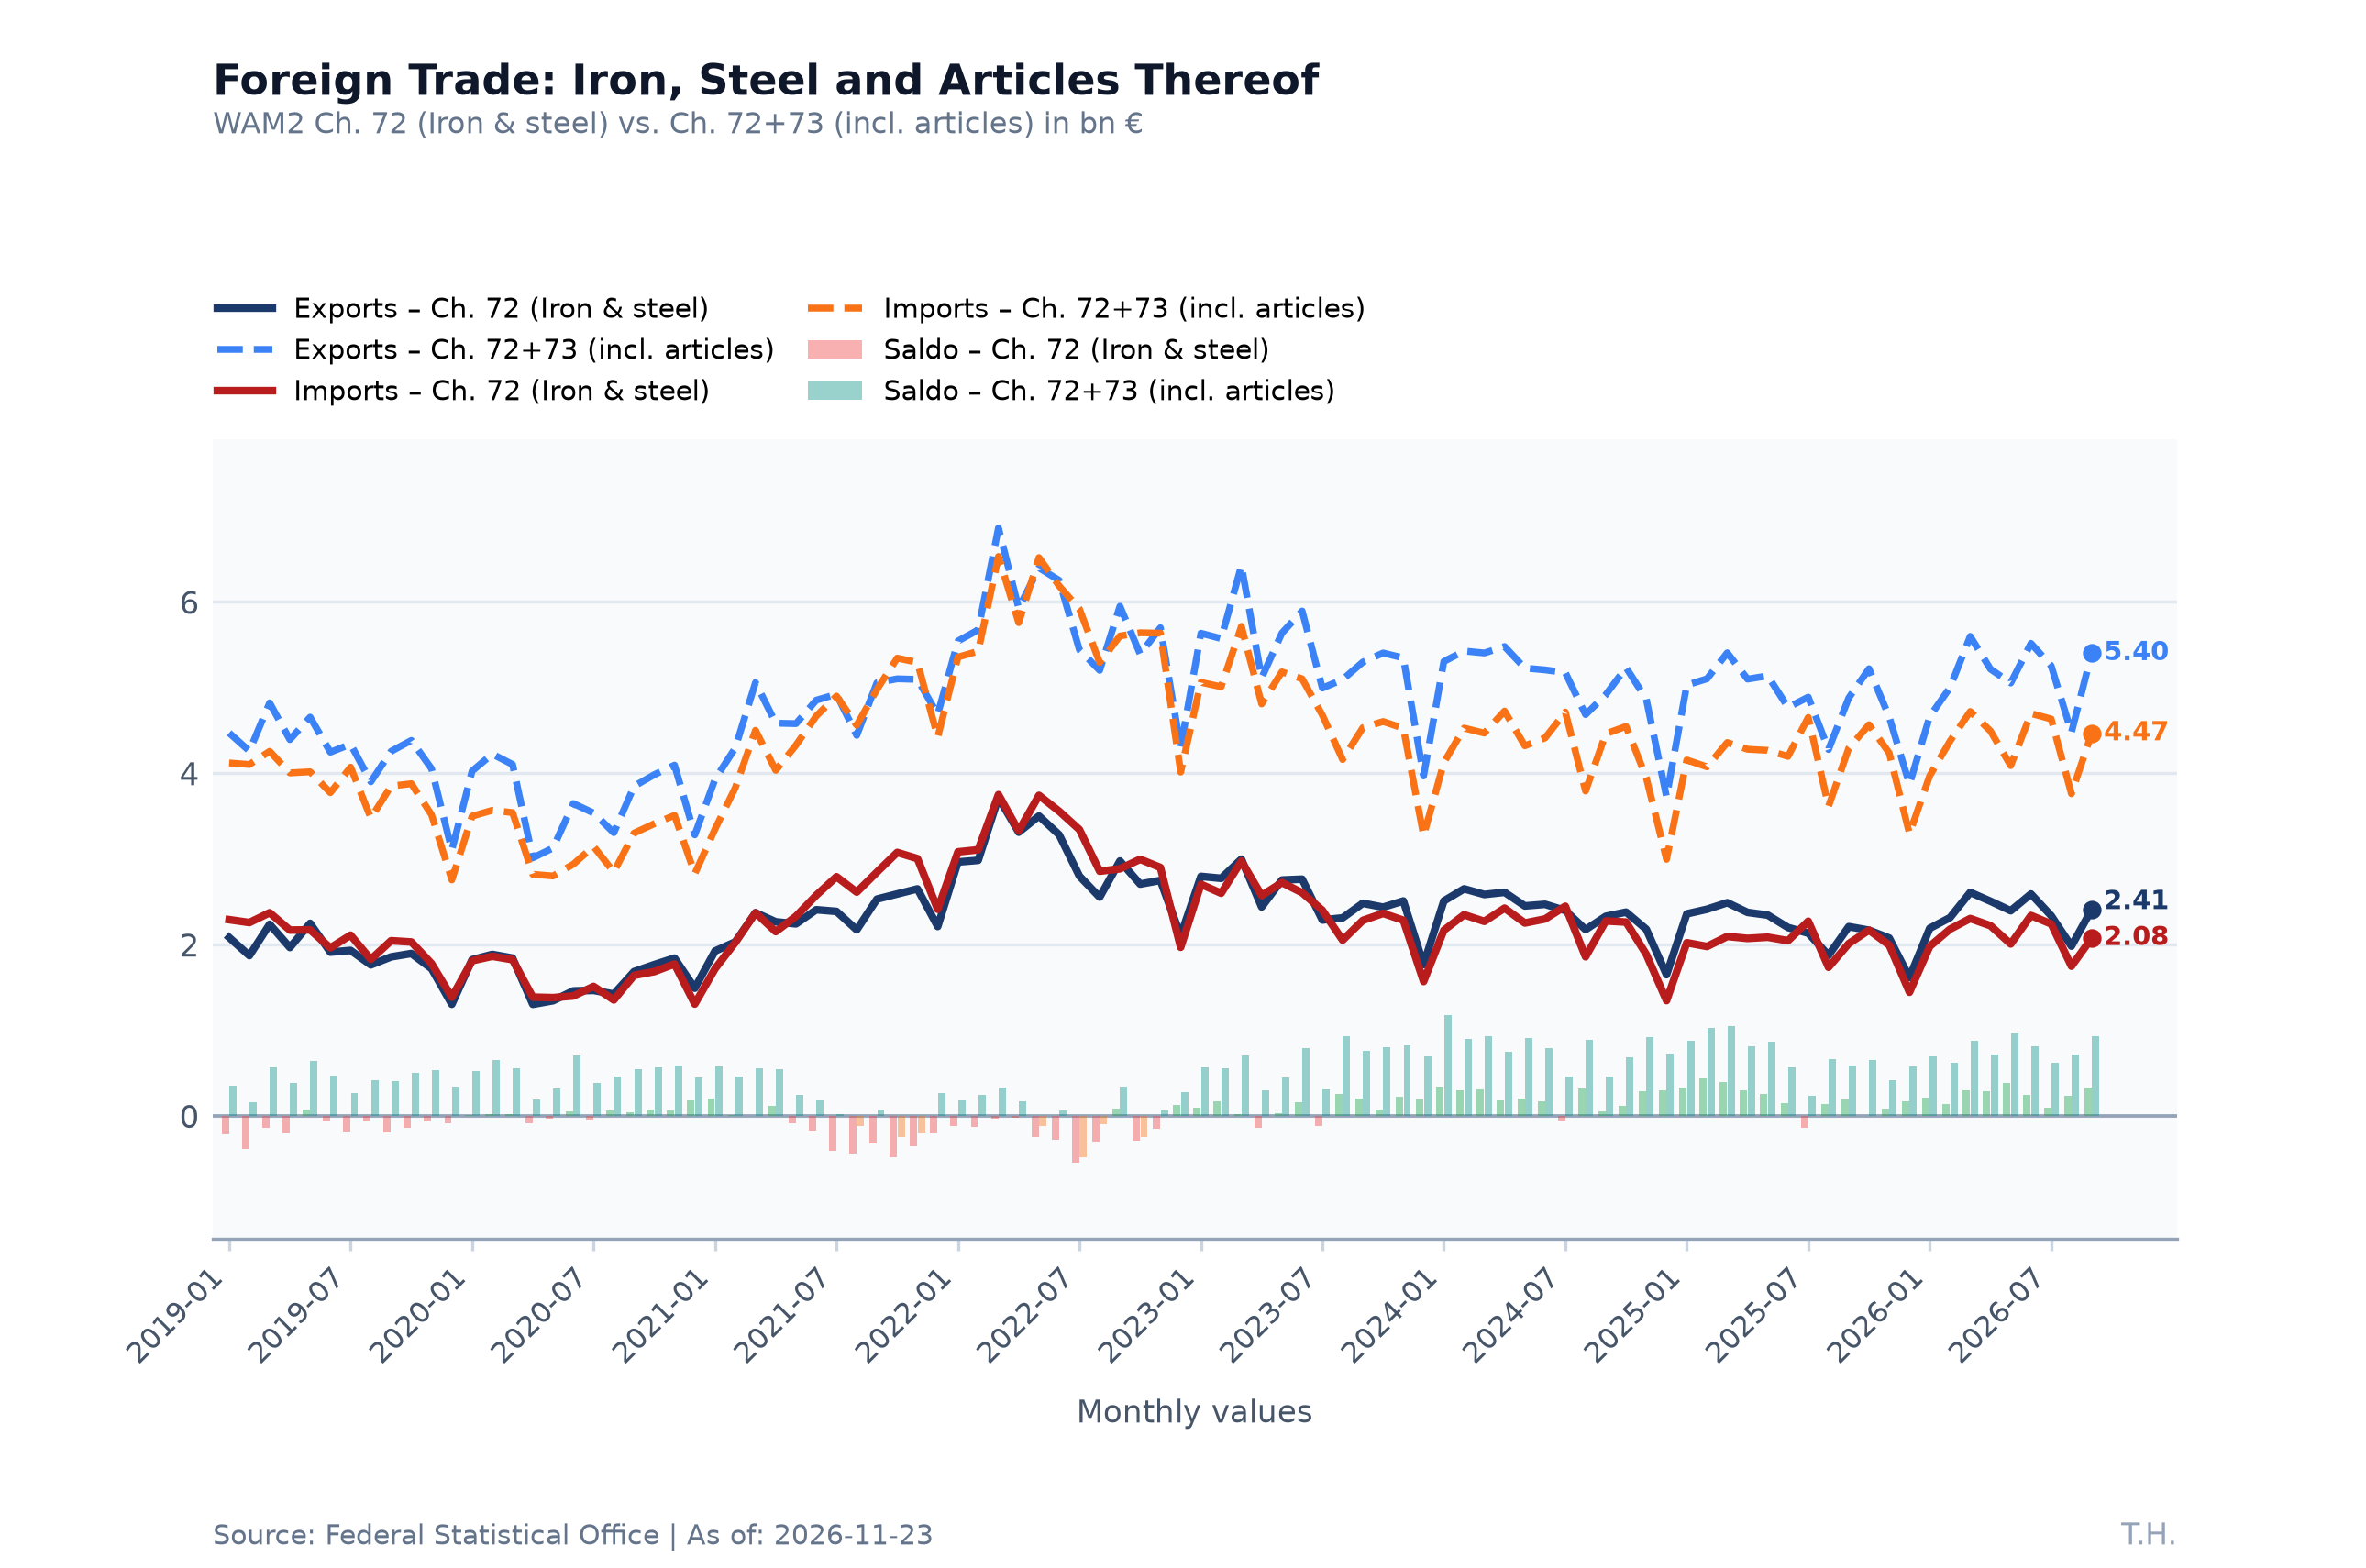 Foreign Trade: Iron, Steel and Articles Thereof
WAM2 Ch. 72 (Iron & steel) vs. Ch. 72+73 (incl. articles) in bn €
Exports – Ch. 72 (Iron & steel)
Exports – Ch. 72+73 (incl. articles)
Imports – Ch. 72 (Iron & steel)
Imports – Ch. 72+73 (incl. articles)
Saldo – Ch. 72 (Iron & steel)
Saldo – Ch. 72+73 (incl. articles)
6
4
2
0
5.40
4.47
2.41
2.08
2019-01
2019-07
2020-01
2020-07
2021-01
2021-07
2022-01
2022-07
2023-01
2023-07
2024-01
2024-07
2025-01
2025-07
2026-01
2026-07
Monthly values
Source: Federal Statistical Office | As of: 2026-11-23
T.H.